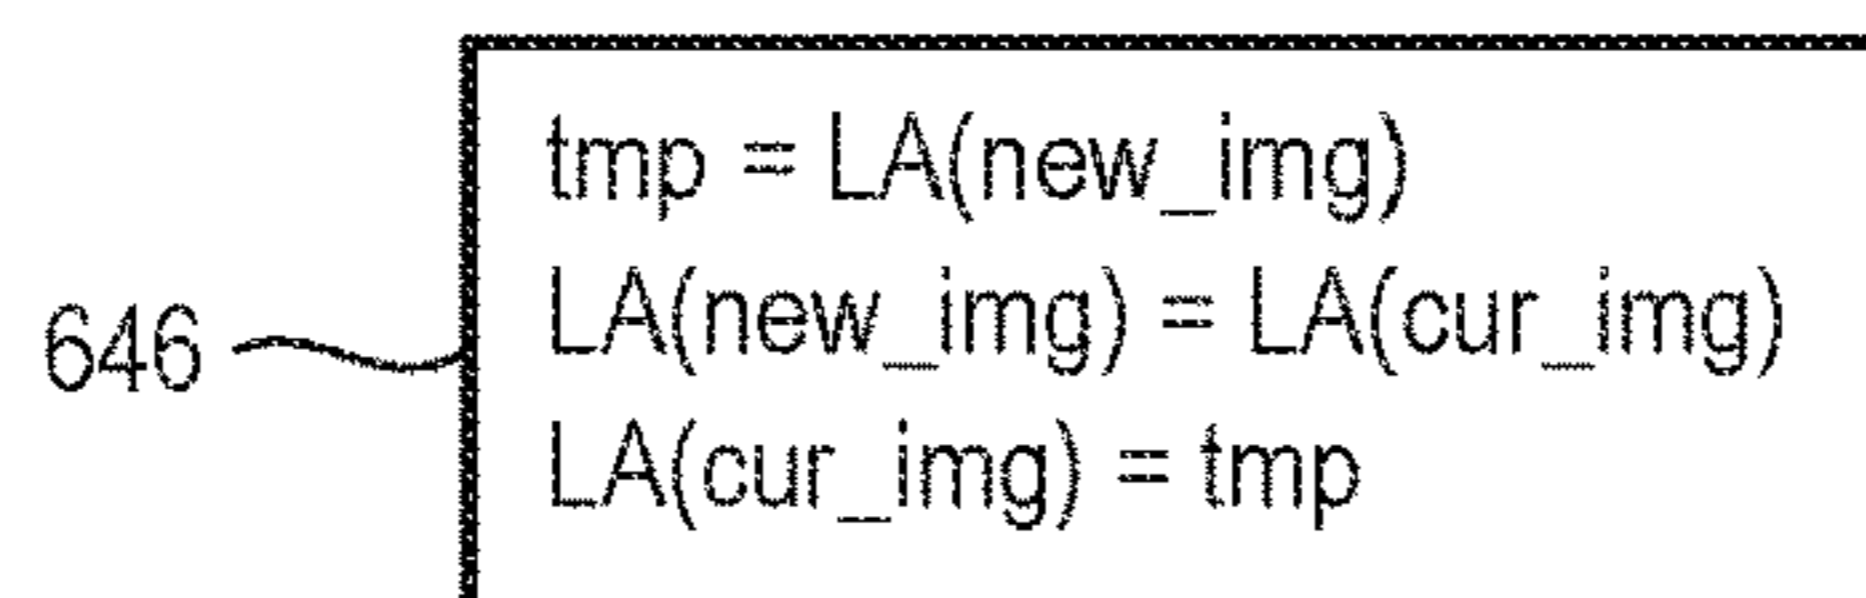 tmp = LA(new_img)
LA(new_img) = LA(cur_img)
646
LA(cur_img) = tmp